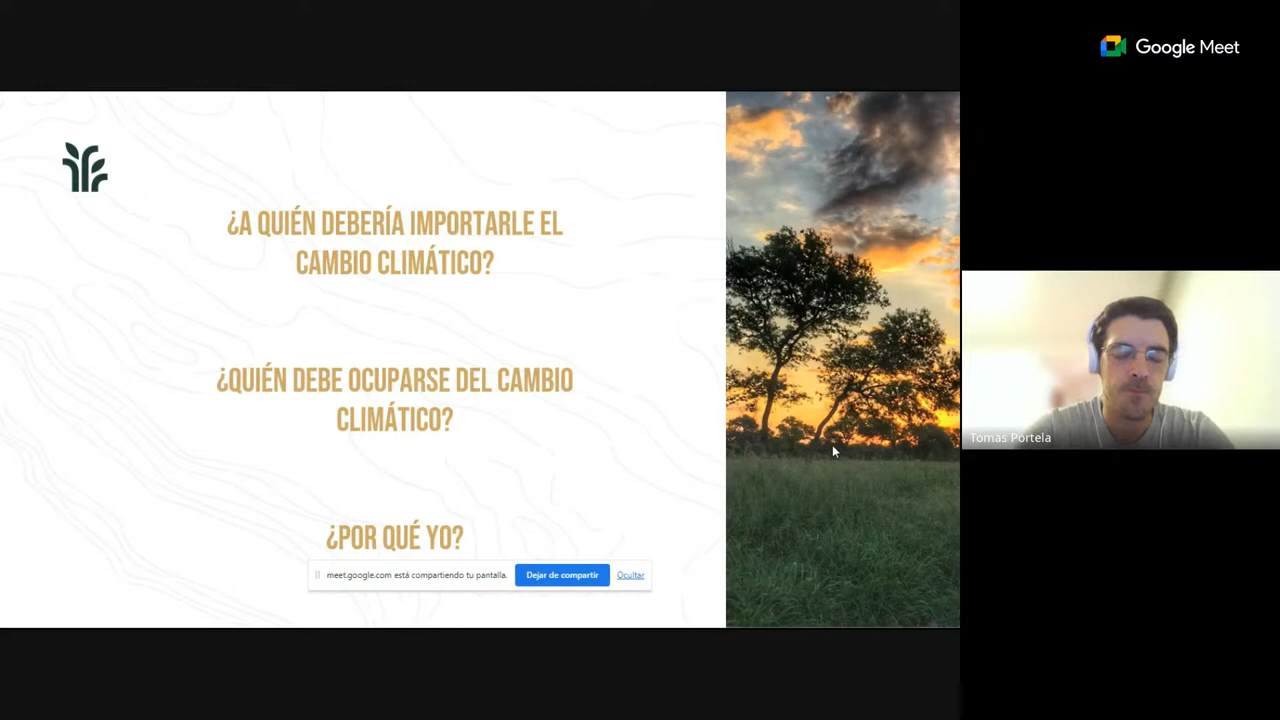 Google Meet
¿A QUIÉN DEBERÍA IMPORTARLE EL
CAMBIO CLIMÁTICO?
¿QUIÉN DEBE OCUPARSE DEL CAMBIO
CLIMÁTICO?
¿POR QUÉ YO?
meet.google.com está compartiendo tu pantalla.
Dejar de compartir
Ocultar
Tomás Portela